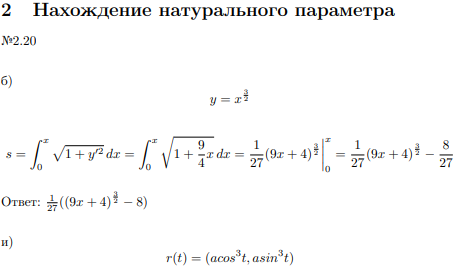 2 Нахождение натурального параметра
№2.20
б)
$y = x^{\frac{3}{2}}$
$s = \int_0^x \sqrt{1 + y'^2}\, dx = \int_0^x \sqrt{1 + \frac{9}{4}x}\, dx = \frac{1}{27}(9x + 4)^{\frac{3}{2}}\Big|_0^x = \frac{1}{27}(9x + 4)^{\frac{3}{2}} - \frac{8}{27}$
Ответ: $\frac{1}{27}((9x + 4)^{\frac{3}{2}} - 8)$
и)
$r(t) = (acos^3t, asin^3t)$